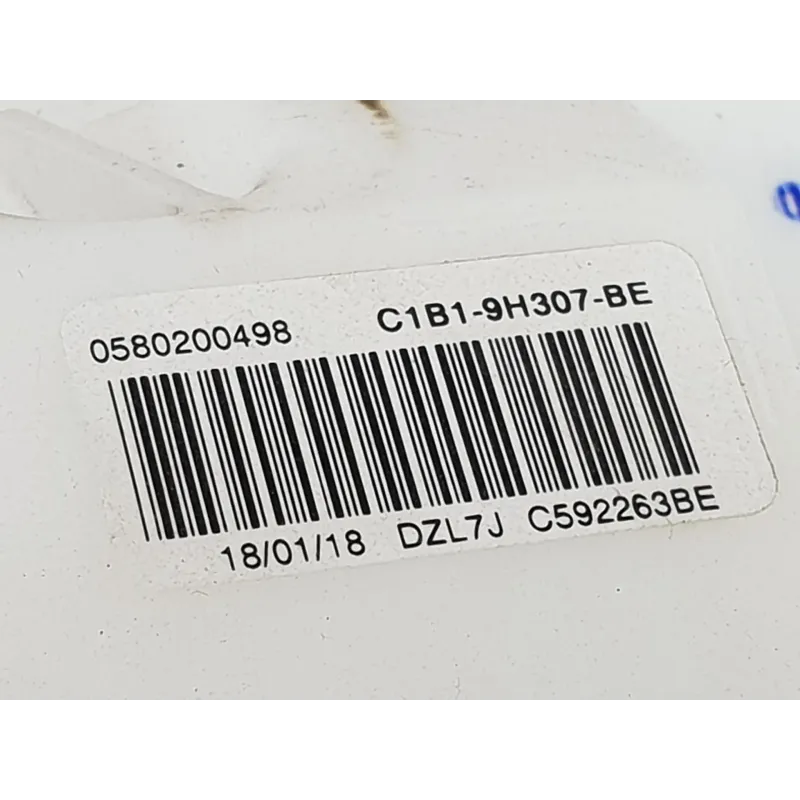 0580200498 C1B1-9H307-BE
18/01/18 DZL7J C592263BE